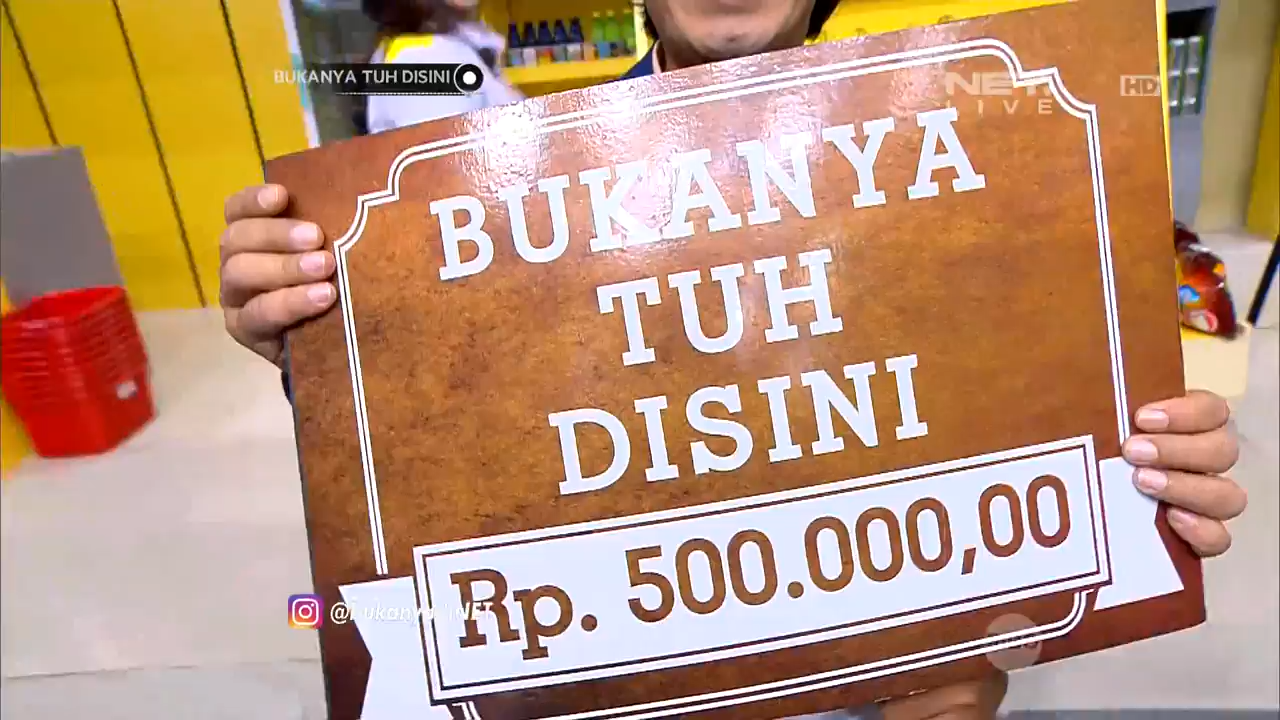 BUKANYA TUH DISINI
NET.
HD
LIVE
BUKANYA
TUH
DISINI
Rp. 500.000,00